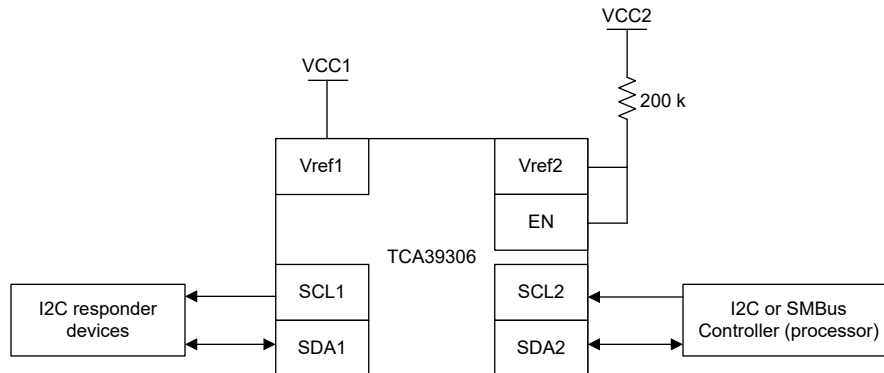 VCC2
VCC1
200 k
Vref1
Vref2
EN
TCA39306
SCL1
SCL2
I2C responder
devices
I2C or SMBus
Controller (processor)
SDA1
SDA2